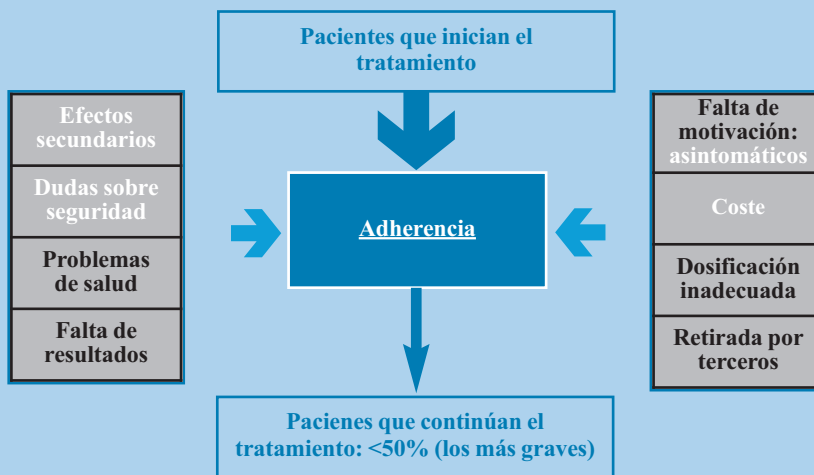 Pacientes que inician el
tratamiento
Efectos
secundarios
Dudas sobre
seguridad
Problemas
de salud
Falta de
resultados
Adherencia
Falta de
motivación:
asintomáticos
Coste
Dosificación
inadecuada
Retirada por
terceros
Pacienes que continúan el
tratamiento: <50% (los más graves)